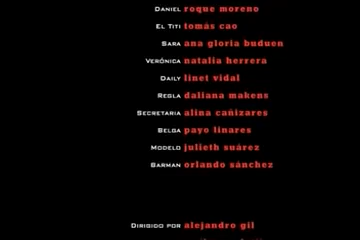 Daniel roque moreno
El Titi tomás cao
Sara ana gloria buduen
Verónica natalia herrera
Daily linet vidal
Regla daliana makens
Secretaria alina cañizares
Belga payo linares
Modelo julieth suárez
Barman orlando sánchez
Dirigido por alejandro gil